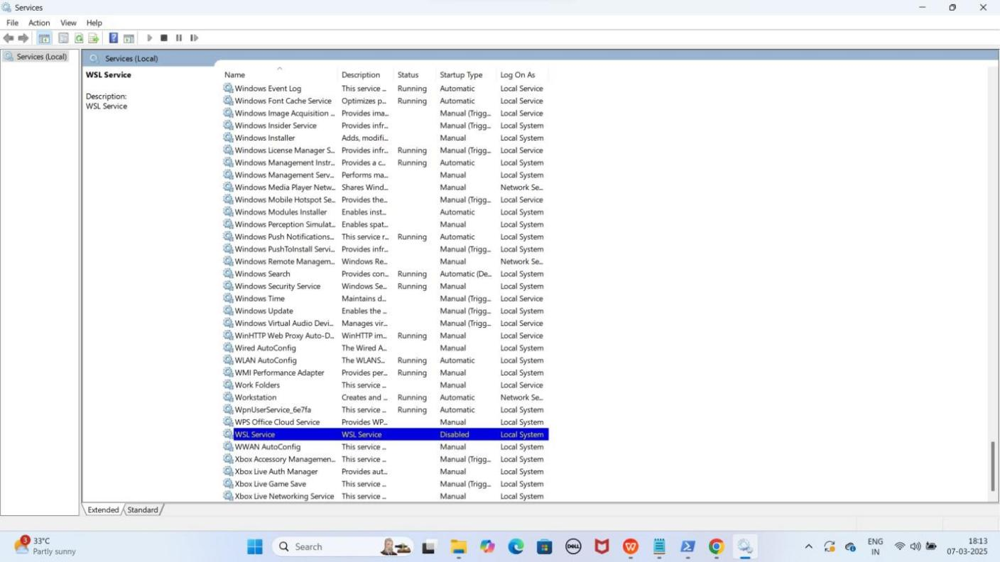 Services
File Action View Help
Services (Local)
Services (Local)
WSL Service
Description:
WSL Service
Name Description Status Startup Type Log On As
Windows Event Log This service ... Running Automatic Local Service
Windows Font Cache Service Optimizes p... Running Automatic Local Service
Windows Image Acquisition ... Provides ima... Manual (Trigg... Local Service
Windows Insider Service Provides infr... Manual (Trigg... Local System
Windows Installer Adds, modifi... Manual Local System
Windows License Manager S... Provides infr... Running Manual (Trigg... Local Service
Windows Management Instr... Provides a c... Running Automatic Local System
Windows Management Serv... Performs ma... Manual Local System
Windows Media Player Netw... Shares Wind... Manual Network Se...
Windows Mobile Hotspot Se... Provides the... Manual (Trigg... Local Service
Windows Modules Installer Enables inst... Automatic Local System
Windows Perception Simulat... Enables spat... Manual Local System
Windows Push Notifications... This service r... Running Automatic Local System
Windows PushToInstall Servi... Provides infr... Manual (Trigg... Local System
Windows Remote Managem... Windows Re... Manual Network Se...
Windows Search Provides con... Running Automatic (De... Local System
Windows Security Service Windows Se... Running Manual Local System
Windows Time Maintains d... Manual (Trigg... Local Service
Windows Update Enables the ... Manual (Trigg... Local System
Windows Virtual Audio Devi... Manages vir... Manual (Trigg... Local Service
WinHTTP Web Proxy Auto-D... WinHTTP im... Running Manual Local Service
Wired AutoConfig The Wired A... Manual Local System
WLAN AutoConfig The WLANS... Running Automatic Local System
WMI Performance Adapter Provides per... Running Manual Local System
Work Folders This service ... Manual Local Service
Workstation Creates and ... Running Automatic Network Se...
WpnUserService_6e7fa This service ... Running Automatic Local System
WPS Office Cloud Service Provides WP... Manual Local System
WSL Service WSL Service Disabled Local System
WWAN AutoConfig This service ... Manual Local System
Xbox Accessory Managemen... This service ... Manual (Trigg... Local System
Xbox Live Auth Manager Provides aut... Manual Local System
Xbox Live Game Save This service ... Manual (Trigg... Local System
Xbox Live Networking Service This service ... Manual Local System
Extended Standard
3 33°C
Partly sunny
Search
DELL
ENG
IN
18:13
07-03-2025